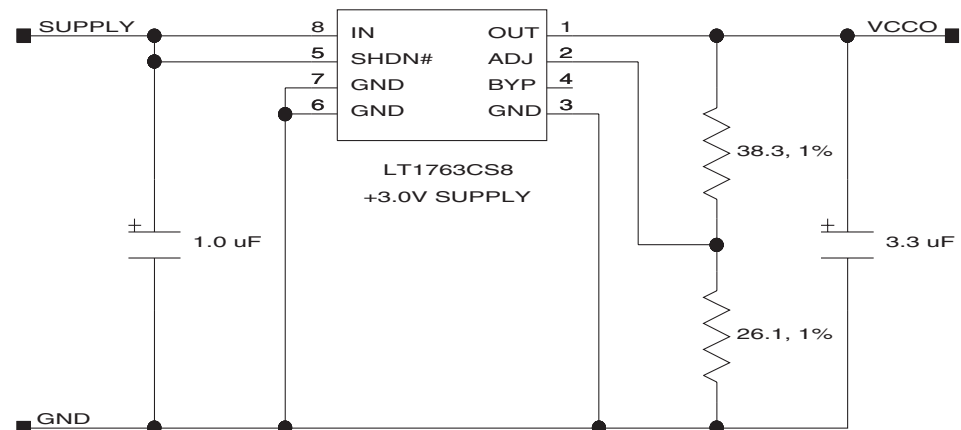 SUPPLY
8 IN OUT 1 VCCO
5 SHDN# ADJ 2
7 GND BYP 4
6 GND GND 3
38.3, 1%
LT1763CS8
+3.0V SUPPLY
+ 1.0 uF + 3.3 uF
26.1, 1%
GND